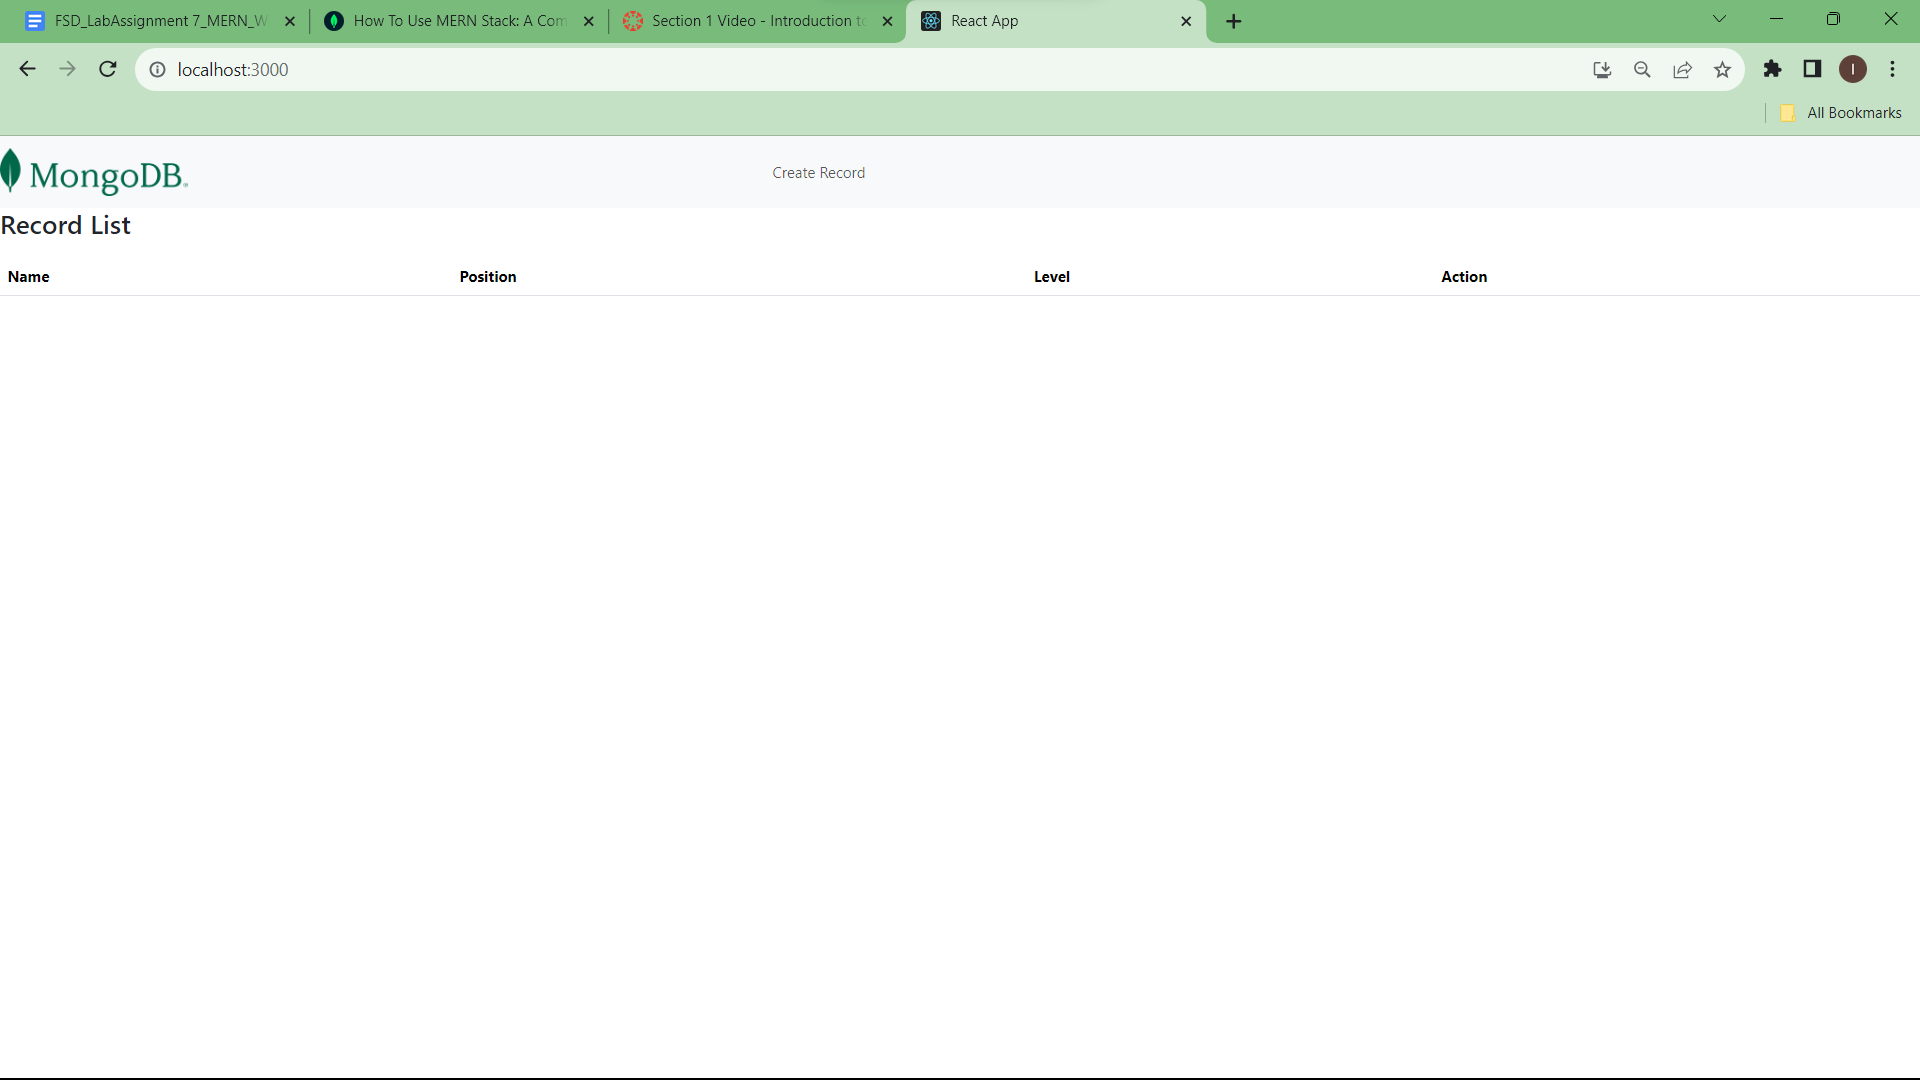 FSD_LabAssignment 7_MERN_W
How To Use MERN Stack: A Com
Section 1 Video - Introduction to
React App
localhost:3000
I
All Bookmarks
MongoDB®
Create Record
Record List
Name Position Level Action